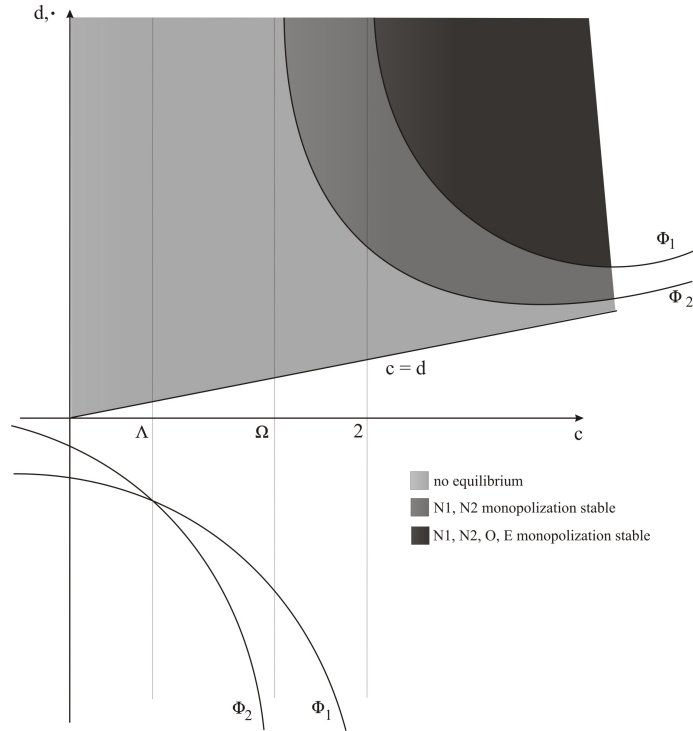 d,·
Φ1
Φ2
c = d
Λ Ω 2 c
no equilibrium
N1, N2 monopolization stable
N1, N2, O, E monopolization stable
Φ2 Φ1